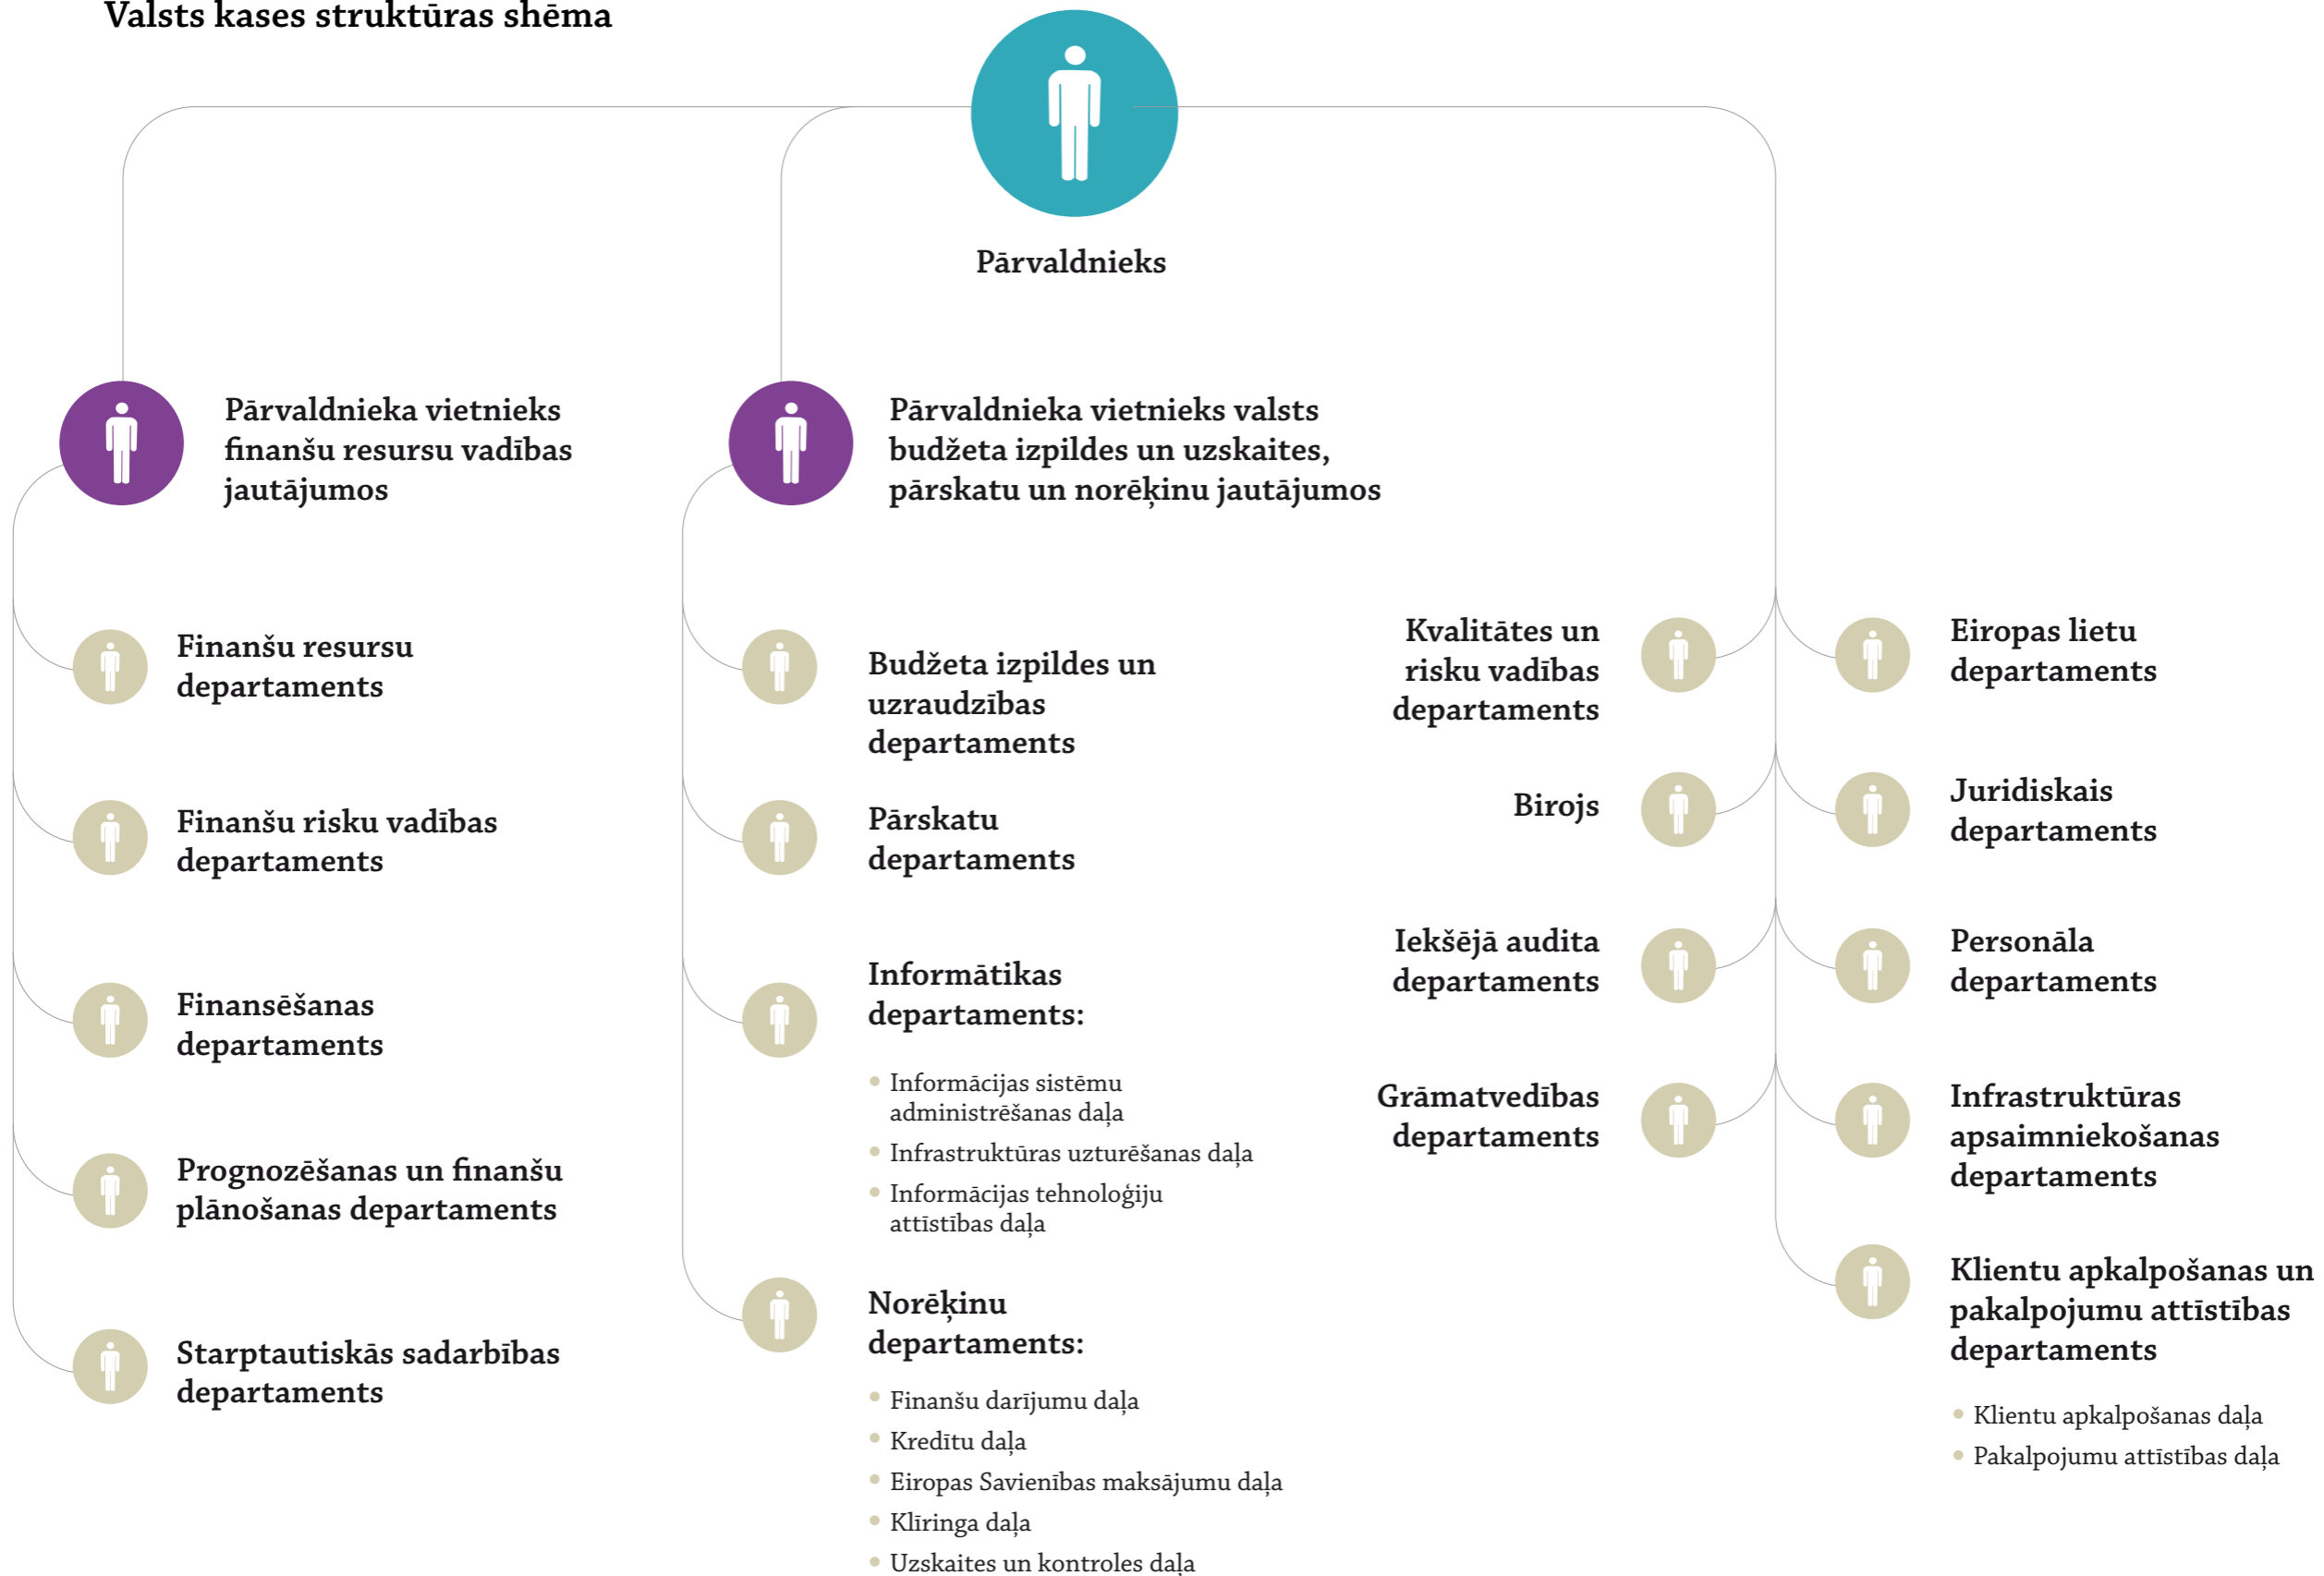 Valsts kases struktūras shēma
Pārvaldnieks
Pārvaldnieka vietnieks
finanšu resursu vadības
jautājumos
Finanšu resursu
departaments
Finanšu risku vadības
departaments
Finansēšanas
departaments
Prognozēšanas un finanšu
plānošanas departaments
Starptautiskās sadarbības
departaments
Pārvaldnieka vietnieks valsts
budžeta izpildes un uzskaites,
pārskatu un norēķinu jautājumos
Budžeta izpildes un
uzraudzības
departaments
Pārskatu
departaments
Informātikas
departaments:
Informācijas sistēmu
administrēšanas daļa
Infrastruktūras uzturēšanas daļa
Informācijas tehnoloģiju
attīstības daļa
Norēķinu
departaments:
Finanšu darījumu daļa
Kredītu daļa
Eiropas Savienības maksājumu daļa
Klīringa daļa
Uzskaites un kontroles daļa
Kvalitātes un
risku vadības
departaments
Birojs
Iekšējā audita
departaments
Grāmatvedības
departaments
Eiropas lietu
departaments
Juridiskais
departaments
Personāla
departaments
Infrastruktūras
apsaimniekošanas
departaments
Klientu apkalpošanas un
pakalpojumu attīstības
departaments
Klientu apkalpošanas daļa
Pakalpojumu attīstības daļa